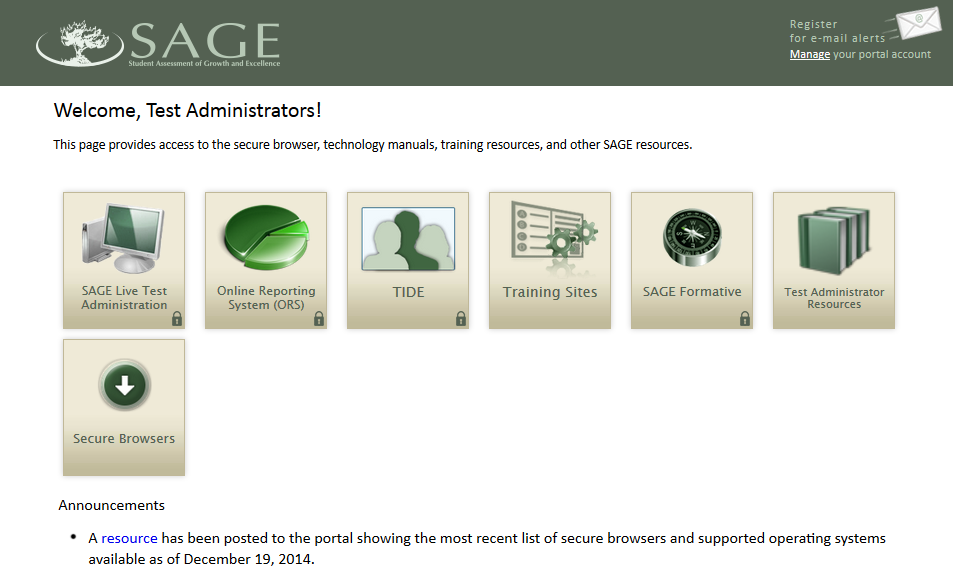 SAGE
Student Assessment of Growth and Excellence
Register
for e-mail alerts
Manage your portal account
Welcome, Test Administrators!
This page provides access to the secure browser, technology manuals, training resources, and other SAGE resources.
SAGE Live Test
Administration
Online Reporting
System (ORS)
TIDE
Training Sites
SAGE Formative
Test Administrator
Resources
Secure Browsers
Announcements
• A resource has been posted to the portal showing the most recent list of secure browsers and supported operating systems
available as of December 19, 2014.